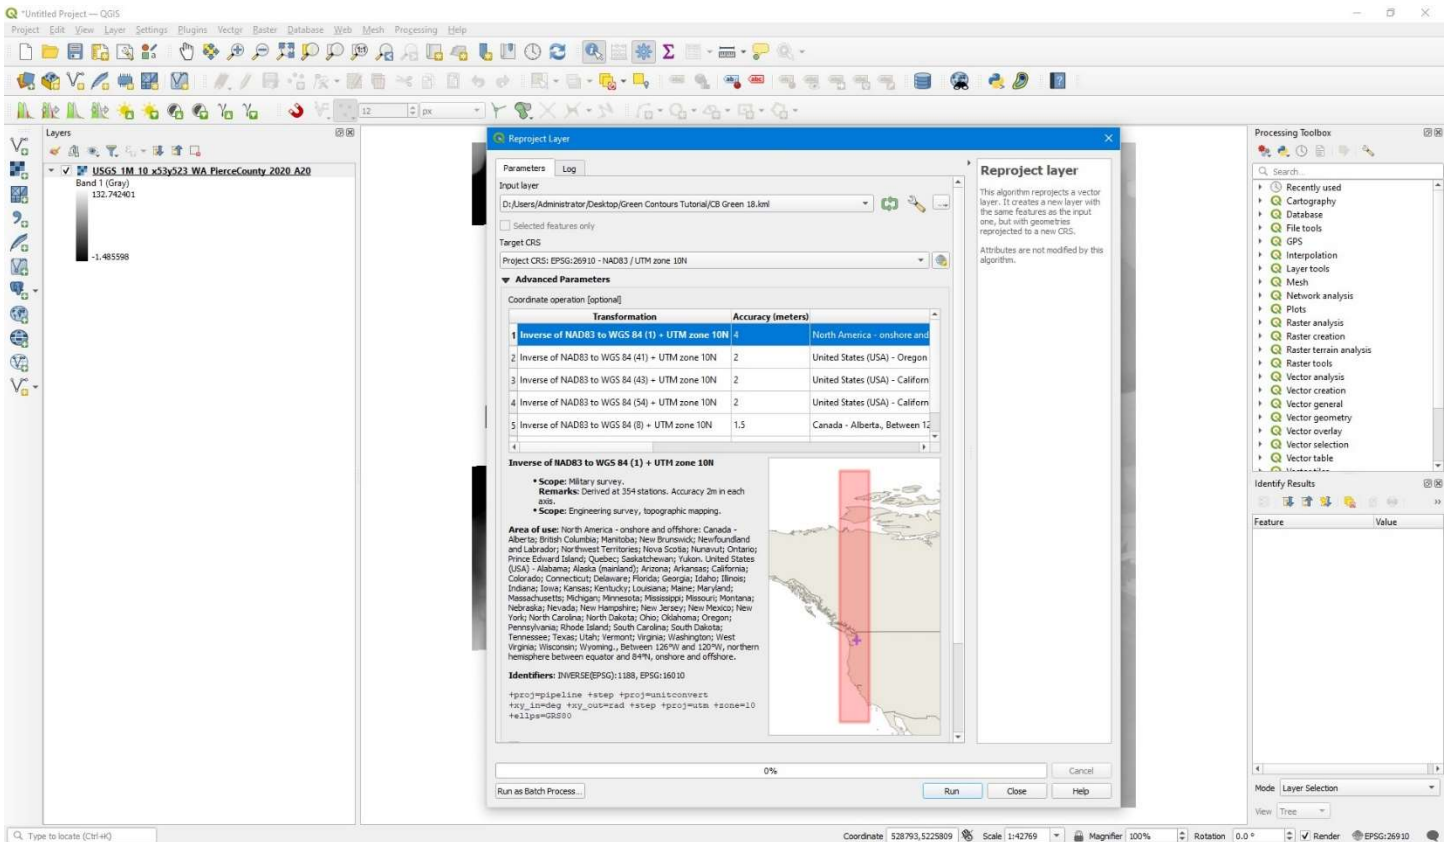 *Untitled Project — QGIS
Project Edit View Layer Settings Plugins Vector Raster Database Web Mesh Processing Help
12 px
Layers
USGS_1M_10_x53y523_WA_PierceCounty_2020_A20
Band 1 (Gray)
132.742401
-1.485598
Reproject Layer
Parameters Log
Input layer
D:/Users/Administrator/Desktop/Green Contours Tutorial/CB Green 18.kml
Selected features only
Target CRS
Project CRS: EPSG:26910 - NAD83 / UTM zone 10N
Advanced Parameters
Coordinate operation [optional]
Transformation Accuracy (meters)
1 Inverse of NAD83 to WGS 84 (1) + UTM zone 10N 4 North America - onshore and
2 Inverse of NAD83 to WGS 84 (41) + UTM zone 10N 2 United States (USA) - Oregon
3 Inverse of NAD83 to WGS 84 (43) + UTM zone 10N 2 United States (USA) - Californ
4 Inverse of NAD83 to WGS 84 (54) + UTM zone 10N 2 United States (USA) - Californ
5 Inverse of NAD83 to WGS 84 (8) + UTM zone 10N 1.5 Canada - Alberta., Between 12
Inverse of NAD83 to WGS 84 (1) + UTM zone 10N
• Scope: Military survey.
Remarks: Derived at 354 stations. Accuracy 2m in each
axis.
• Scope: Engineering survey, topographic mapping.
Area of use: North America - onshore and offshore: Canada -
Alberta; British Columbia; Manitoba; New Brunswick; Newfoundland
and Labrador; Northwest Territories; Nova Scotia; Nunavut; Ontario;
Prince Edward Island; Quebec; Saskatchewan; Yukon. United States
(USA) - Alabama; Alaska (mainland); Arizona; Arkansas; California;
Colorado; Connecticut; Delaware; Florida; Georgia; Idaho; Illinois;
Indiana; Iowa; Kansas; Kentucky; Louisiana; Maine; Maryland;
Massachusetts; Michigan; Minnesota; Mississippi; Missouri; Montana;
Nebraska; Nevada; New Hampshire; New Jersey; New Mexico; New
York; North Carolina; North Dakota; Ohio; Oklahoma; Oregon;
Pennsylvania; Rhode Island; South Carolina; South Dakota;
Tennessee; Texas; Utah; Vermont; Virginia; Washington; West
Virginia; Wisconsin; Wyoming., Between 126°W and 120°W, northern
hemisphere between equator and 84°N, onshore and offshore.
Identifiers: INVERSE(EPSG):1188, EPSG:16010
+proj=pipeline +step +proj=unitconvert
+xy_in=deg +xy_out=rad +step +proj=utm +zone=10
+ellps=GRS80
0%
Cancel
Run as Batch Process...
Run Close Help
Reproject layer
This algorithm reprojects a vector
layer. It creates a new layer with
the same features as the input
one, but with geometries
reprojected to a new CRS.
Attributes are not modified by this
algorithm.
Processing Toolbox
Search...
Recently used
Cartography
Database
File tools
GPS
Interpolation
Layer tools
Mesh
Network analysis
Plots
Raster analysis
Raster creation
Raster terrain analysis
Raster tools
Vector analysis
Vector creation
Vector general
Vector geometry
Vector overlay
Vector selection
Vector table
Identify Results
Feature Value
Mode Layer Selection
View Tree
Type to locate (Ctrl+K)
Coordinate 528793,5225809 Scale 1:42769 Magnifier 100% Rotation 0.0 ° Render EPSG:26910